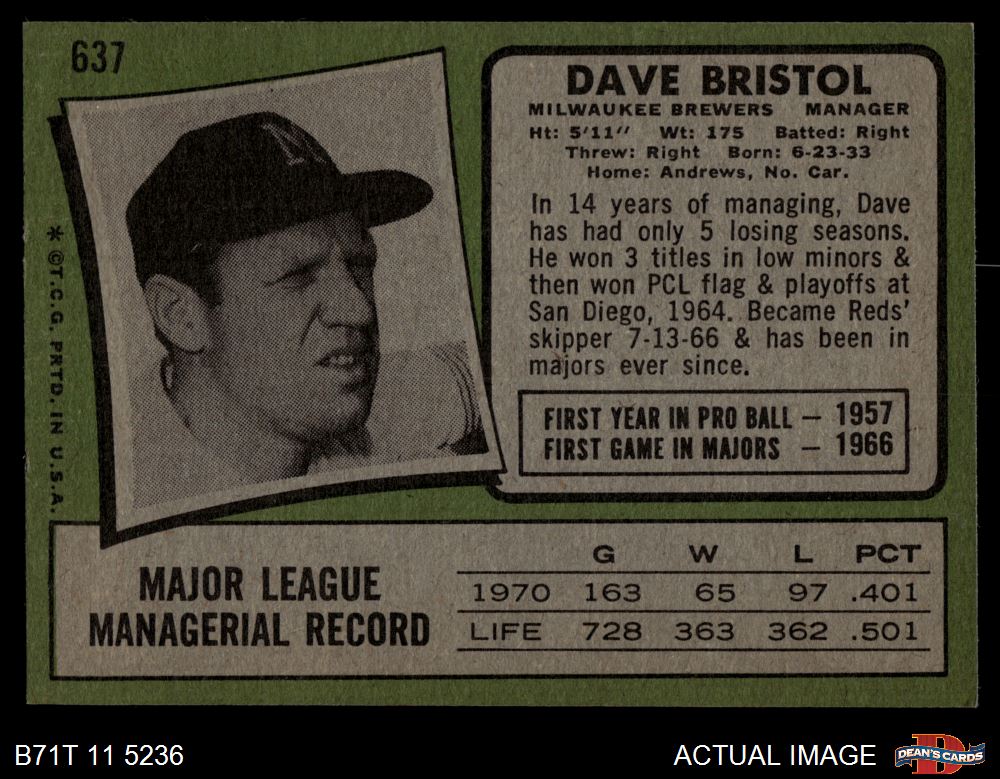 637
DAVE BRISTOL
MILWAUKEE BREWERS MANAGER
Ht: 5'11" Wt: 175 Batted: Right
Threw: Right Born: 6-23-33
Home: Andrews, No. Car.
In 14 years of managing, Dave
has had only 5 losing seasons.
He won 3 titles in low minors &
then won PCL flag & playoffs at
San Diego, 1964. Became Reds'
skipper 7-13-66 & has been in
majors ever since.
FIRST YEAR IN PRO BALL – 1957
FIRST GAME IN MAJORS – 1966
* ©T.C.G. PRTD. IN U.S.A.
MAJOR LEAGUE
MANAGERIAL RECORD
G W L PCT
1970 163 65 97 .401
LIFE 728 363 362 .501
B71T 11 5236
ACTUAL IMAGE
DEAN'S CARDS